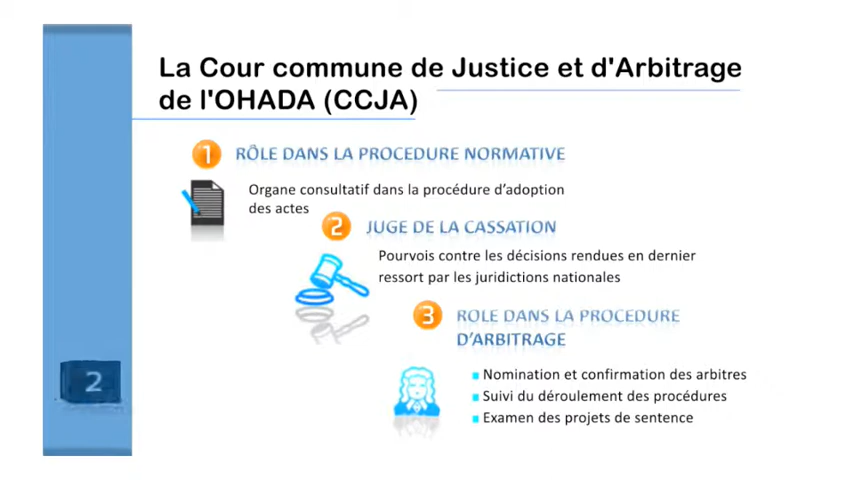 La Cour commune de Justice et d'Arbitrage
de l'OHADA (CCJA)
1 RÔLE DANS LA PROCEDURE NORMATIVE
Organe consultatif dans la procédure d'adoption
des actes
2 JUGE DE LA CASSATION
Pourvois contre les décisions rendues en dernier
ressort par les juridictions nationales
3 ROLE DANS LA PROCEDURE
D'ARBITRAGE
Nomination et confirmation des arbitres
Suivi du déroulement des procédures
Examen des projets de sentence
2